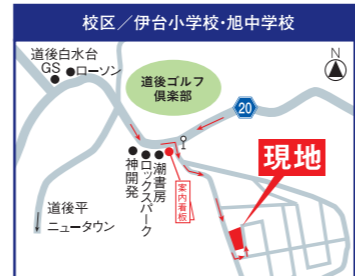 校区／伊台小学校・旭中学校
道後白水台
GS
ローソン
道後ゴルフ
倶楽部
N
20
現地
神開発
ロックスパーク
潮書房
案内看板
道後平
ニュータウン